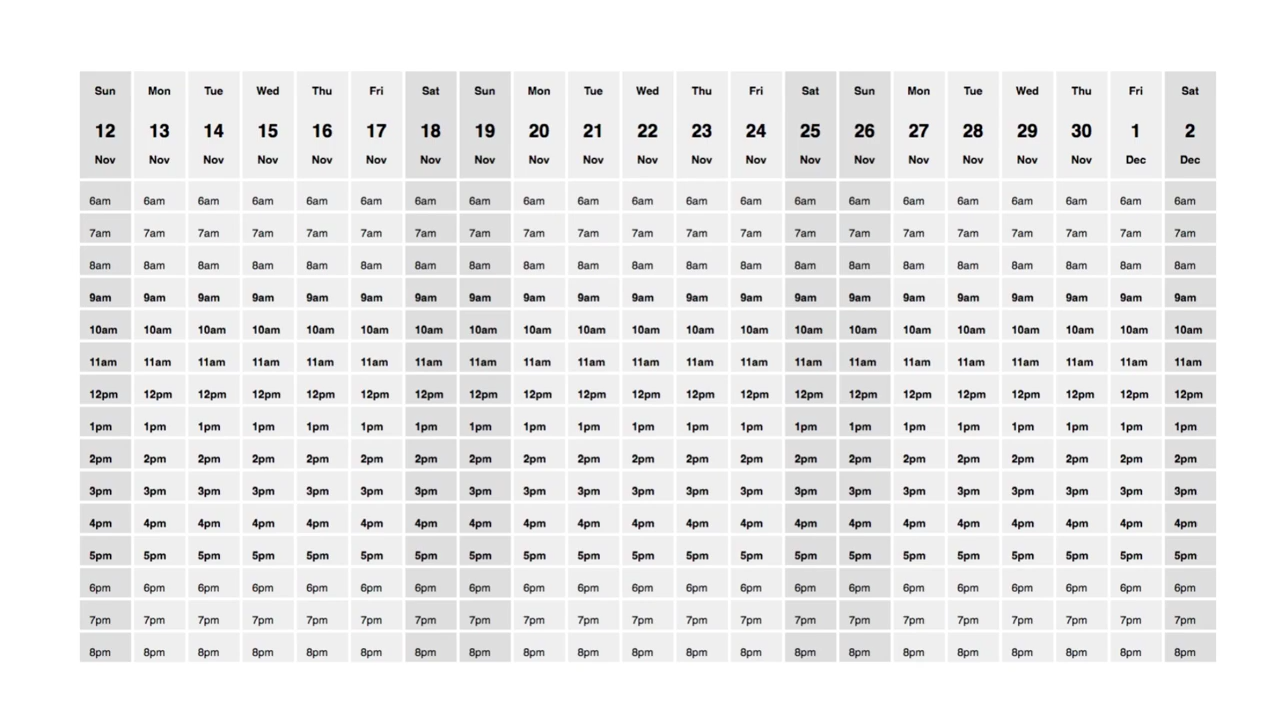 Sun Mon Tue Wed Thu Fri Sat Sun Mon Tue Wed Thu Fri Sat Sun Mon Tue Wed Thu Fri Sat
12 13 14 15 16 17 18 19 20 21 22 23 24 25 26 27 28 29 30 1 2
Nov Nov Nov Nov Nov Nov Nov Nov Nov Nov Nov Nov Nov Nov Nov Nov Nov Nov Nov Dec Dec
6am 6am 6am 6am 6am 6am 6am 6am 6am 6am 6am 6am 6am 6am 6am 6am 6am 6am 6am 6am 6am
7am 7am 7am 7am 7am 7am 7am 7am 7am 7am 7am 7am 7am 7am 7am 7am 7am 7am 7am 7am 7am
8am 8am 8am 8am 8am 8am 8am 8am 8am 8am 8am 8am 8am 8am 8am 8am 8am 8am 8am 8am 8am
9am 9am 9am 9am 9am 9am 9am 9am 9am 9am 9am 9am 9am 9am 9am 9am 9am 9am 9am 9am 9am
10am 10am 10am 10am 10am 10am 10am 10am 10am 10am 10am 10am 10am 10am 10am 10am 10am 10am 10am 10am 10am
11am 11am 11am 11am 11am 11am 11am 11am 11am 11am 11am 11am 11am 11am 11am 11am 11am 11am 11am 11am 11am
12pm 12pm 12pm 12pm 12pm 12pm 12pm 12pm 12pm 12pm 12pm 12pm 12pm 12pm 12pm 12pm 12pm 12pm 12pm 12pm 12pm
1pm 1pm 1pm 1pm 1pm 1pm 1pm 1pm 1pm 1pm 1pm 1pm 1pm 1pm 1pm 1pm 1pm 1pm 1pm 1pm 1pm
2pm 2pm 2pm 2pm 2pm 2pm 2pm 2pm 2pm 2pm 2pm 2pm 2pm 2pm 2pm 2pm 2pm 2pm 2pm 2pm 2pm
3pm 3pm 3pm 3pm 3pm 3pm 3pm 3pm 3pm 3pm 3pm 3pm 3pm 3pm 3pm 3pm 3pm 3pm 3pm 3pm 3pm
4pm 4pm 4pm 4pm 4pm 4pm 4pm 4pm 4pm 4pm 4pm 4pm 4pm 4pm 4pm 4pm 4pm 4pm 4pm 4pm 4pm
5pm 5pm 5pm 5pm 5pm 5pm 5pm 5pm 5pm 5pm 5pm 5pm 5pm 5pm 5pm 5pm 5pm 5pm 5pm 5pm 5pm
6pm 6pm 6pm 6pm 6pm 6pm 6pm 6pm 6pm 6pm 6pm 6pm 6pm 6pm 6pm 6pm 6pm 6pm 6pm 6pm 6pm
7pm 7pm 7pm 7pm 7pm 7pm 7pm 7pm 7pm 7pm 7pm 7pm 7pm 7pm 7pm 7pm 7pm 7pm 7pm 7pm 7pm
8pm 8pm 8pm 8pm 8pm 8pm 8pm 8pm 8pm 8pm 8pm 8pm 8pm 8pm 8pm 8pm 8pm 8pm 8pm 8pm 8pm